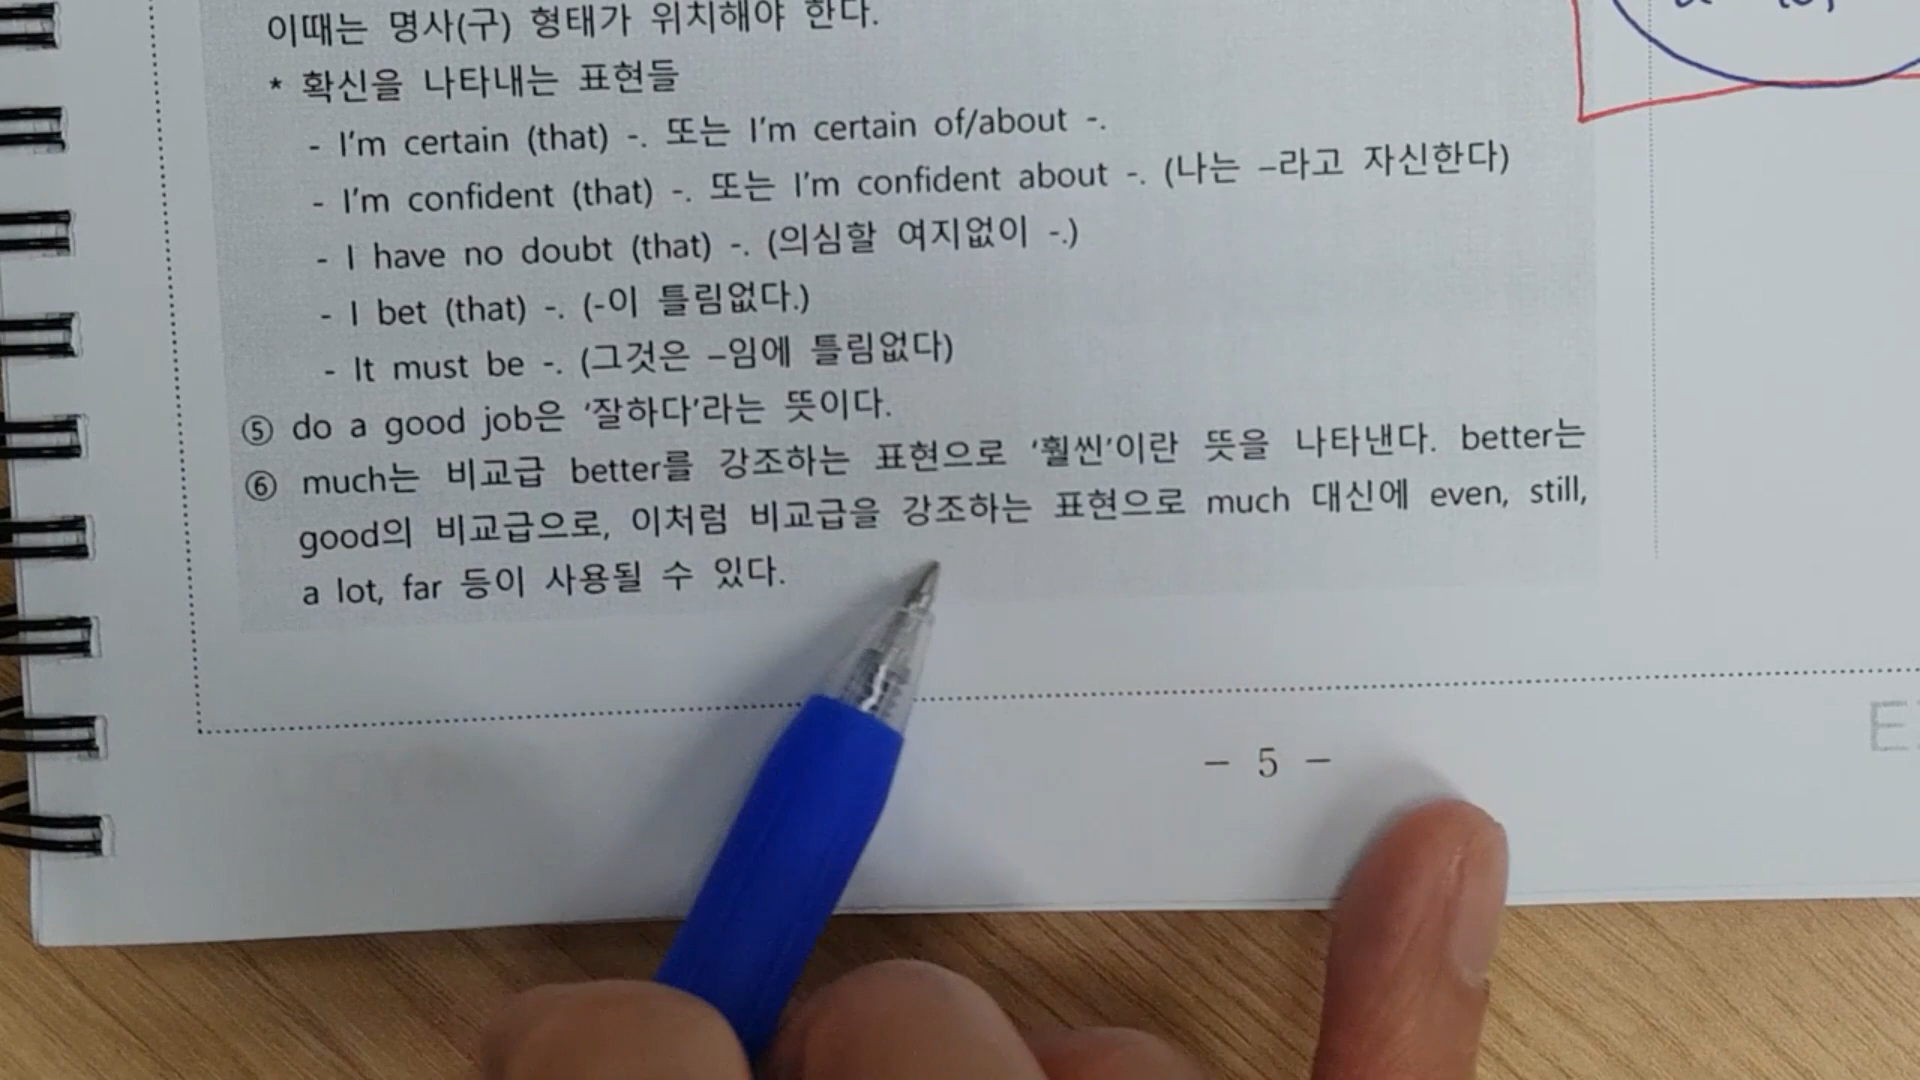 이때는 명사(구) 형태가 위치해야 한다.
* 확신을 나타내는 표현들
- I'm certain (that) -. 또는 I'm certain of/about -.
- I'm confident (that) -. 또는 I'm confident about -. (나는 –라고 자신한다)
- I have no doubt (that) -. (의심할 여지없이 -.)
- I bet (that) -. (-이 틀림없다.)
- It must be -. (그것은 –임에 틀림없다)
⑤ do a good job은 '잘하다'라는 뜻이다.
⑥ much는 비교급 better를 강조하는 표현으로 '훨씬'이란 뜻을 나타낸다. better는
good의 비교급으로, 이처럼 비교급을 강조하는 표현으로 much 대신에 even, still,
a lot, far 등이 사용될 수 있다.
- 5 -